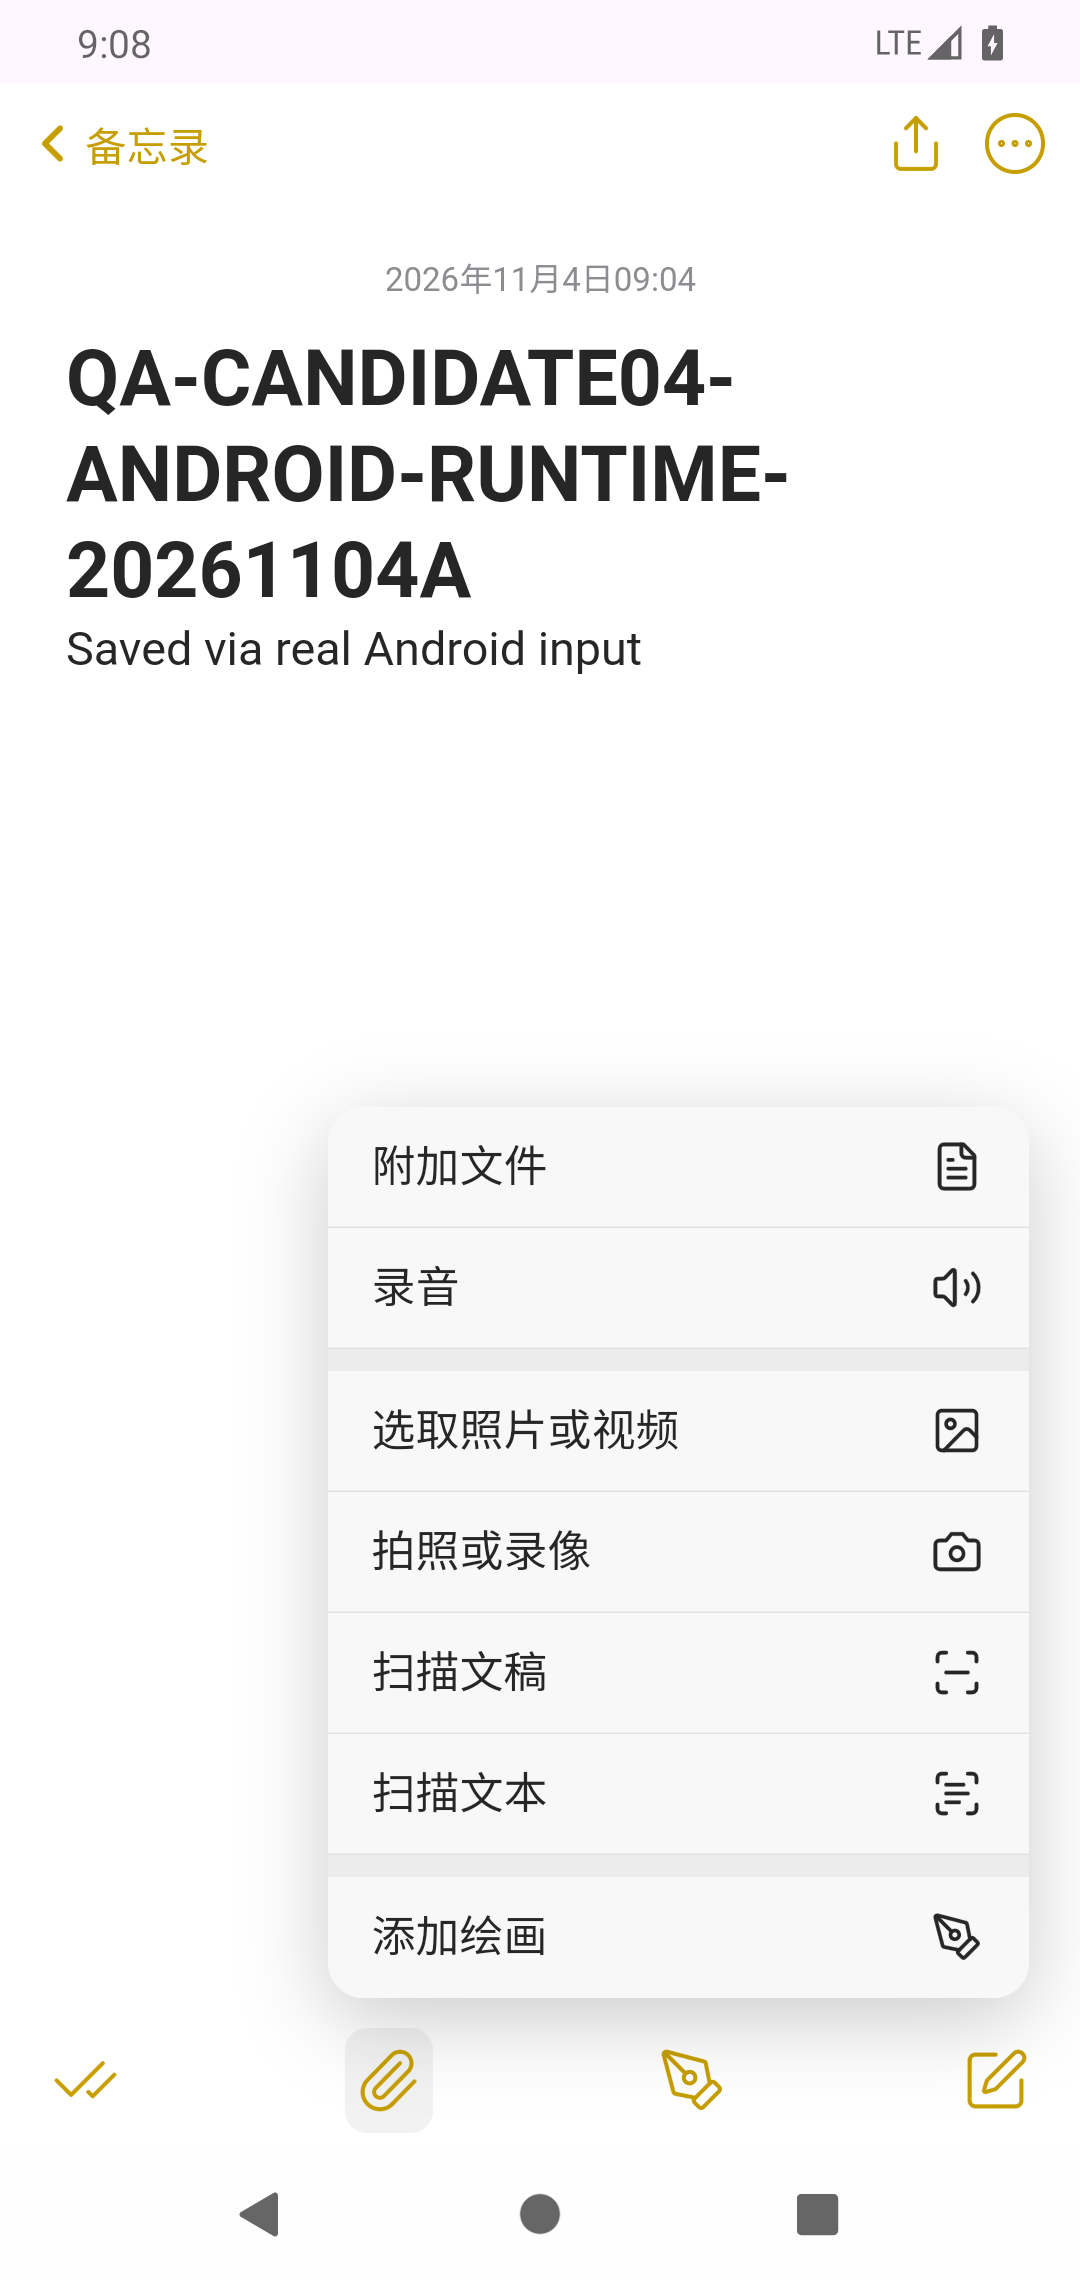 9:08
LTE
备忘录
2026年11月4日09:04
QA-CANDIDATE04-
ANDROID-RUNTIME-
20261104A
Saved via real Android input
附加文件
录音
选取照片或视频
拍照或录像
扫描文稿
扫描文本
添加绘画